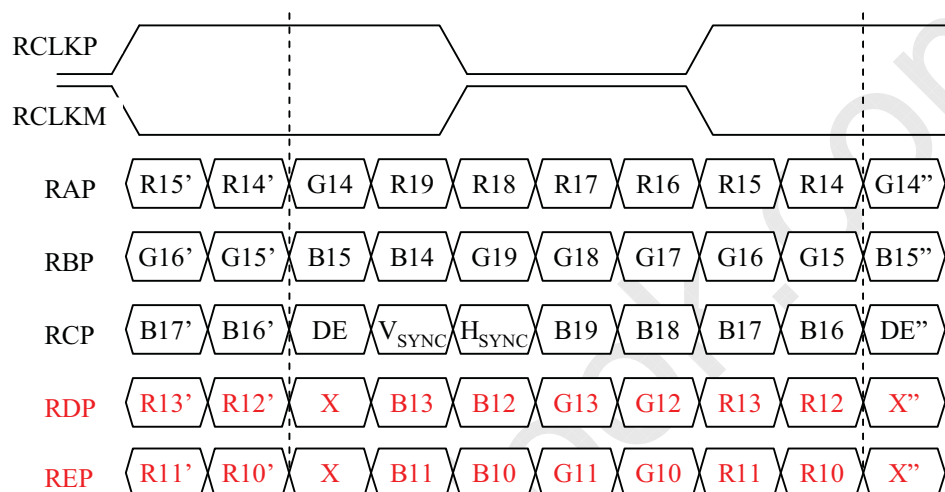 RCLKP
RCLKM
RAP R15’ R14’ G14 R19 R18 R17 R16 R15 R14 G14”
RBP G16’ G15’ B15 B14 G19 G18 G17 G16 G15 B15”
RCP B17’ B16’ DE VSYNC HSYNC B19 B18 B17 B16 DE”
RDP R13’ R12’ X B13 B12 G13 G12 R13 R12 X”
REP R11’ R10’ X B11 B10 G11 G10 R11 R10 X”